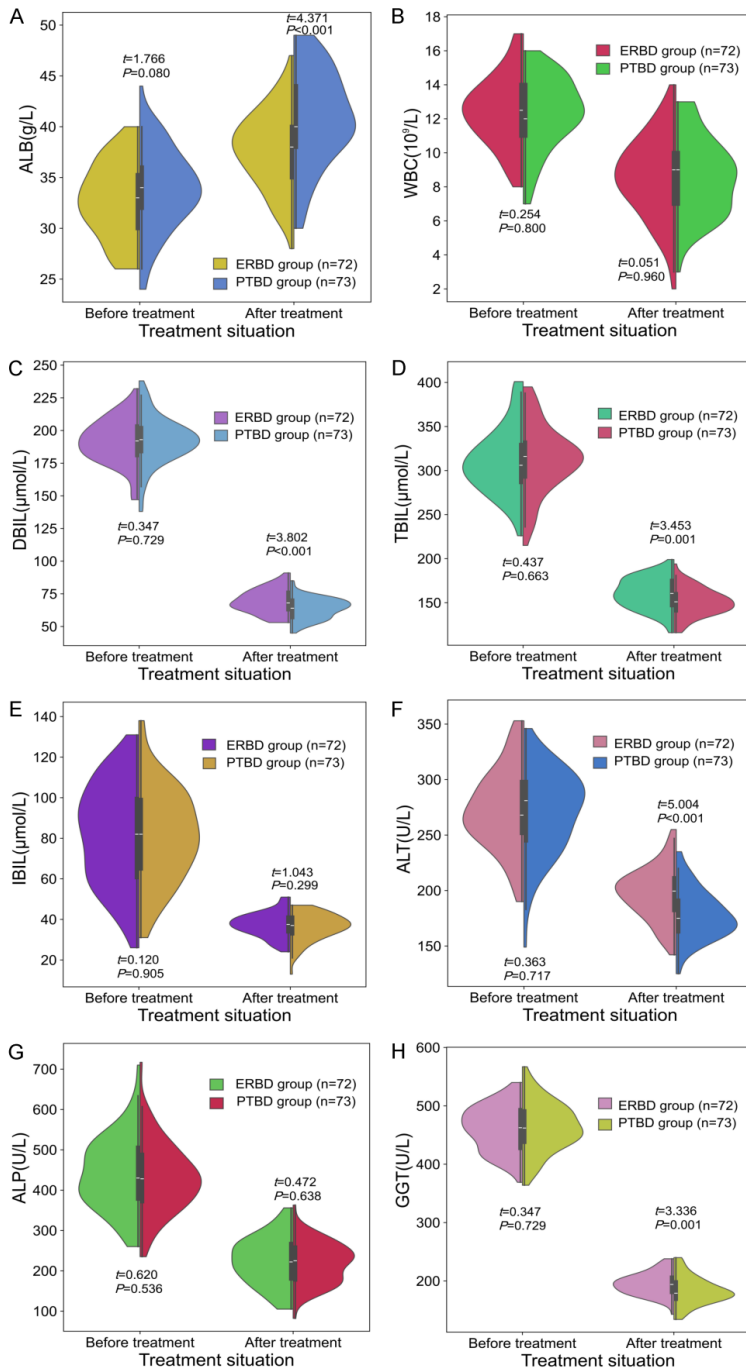 A
ALB(g/L)
50
45
40
35
30
25
t=1.766
P=0.080
t=4.371
P<0.001
ERBD group (n=72)
PTBD group (n=73)
Before treatment
After treatment
Treatment situation
B
WBC(10⁹/L)
18
16
14
12
10
8
6
4
2
ERBD group (n=72)
PTBD group (n=73)
t=0.254
P=0.800
t=0.051
P=0.960
Before treatment
After treatment
Treatment situation
C
DBIL(μmol/L)
250
225
200
175
150
125
100
75
50
ERBD group (n=72)
PTBD group (n=73)
t=0.347
P=0.729
t=3.802
P<0.001
Before treatment
After treatment
Treatment situation
D
TBIL(μmol/L)
400
350
300
250
200
150
ERBD group (n=72)
PTBD group (n=73)
t=0.437
P=0.663
t=3.453
P=0.001
Before treatment
After treatment
Treatment situation
E
IBIL(μmol/L)
140
120
100
80
60
40
20
ERBD group (n=72)
PTBD group (n=73)
t=1.043
P=0.299
t=0.120
P=0.905
Before treatment
After treatment
Treatment situation
F
ALT(U/L)
350
300
250
200
150
ERBD group (n=72)
PTBD group (n=73)
t=5.004
P<0.001
t=0.363
P=0.717
Before treatment
After treatment
Treatment situation
G
ALP(U/L)
700
600
500
400
300
200
100
ERBD group (n=72)
PTBD group (n=73)
t=0.472
P=0.638
t=0.620
P=0.536
Before treatment
After treatment
Treatment situation
H
GGT(U/L)
600
500
400
300
200
ERBD group (n=72)
PTBD group (n=73)
t=0.347
P=0.729
t=3.336
P=0.001
Before treatment
After treatment
Treatment situation